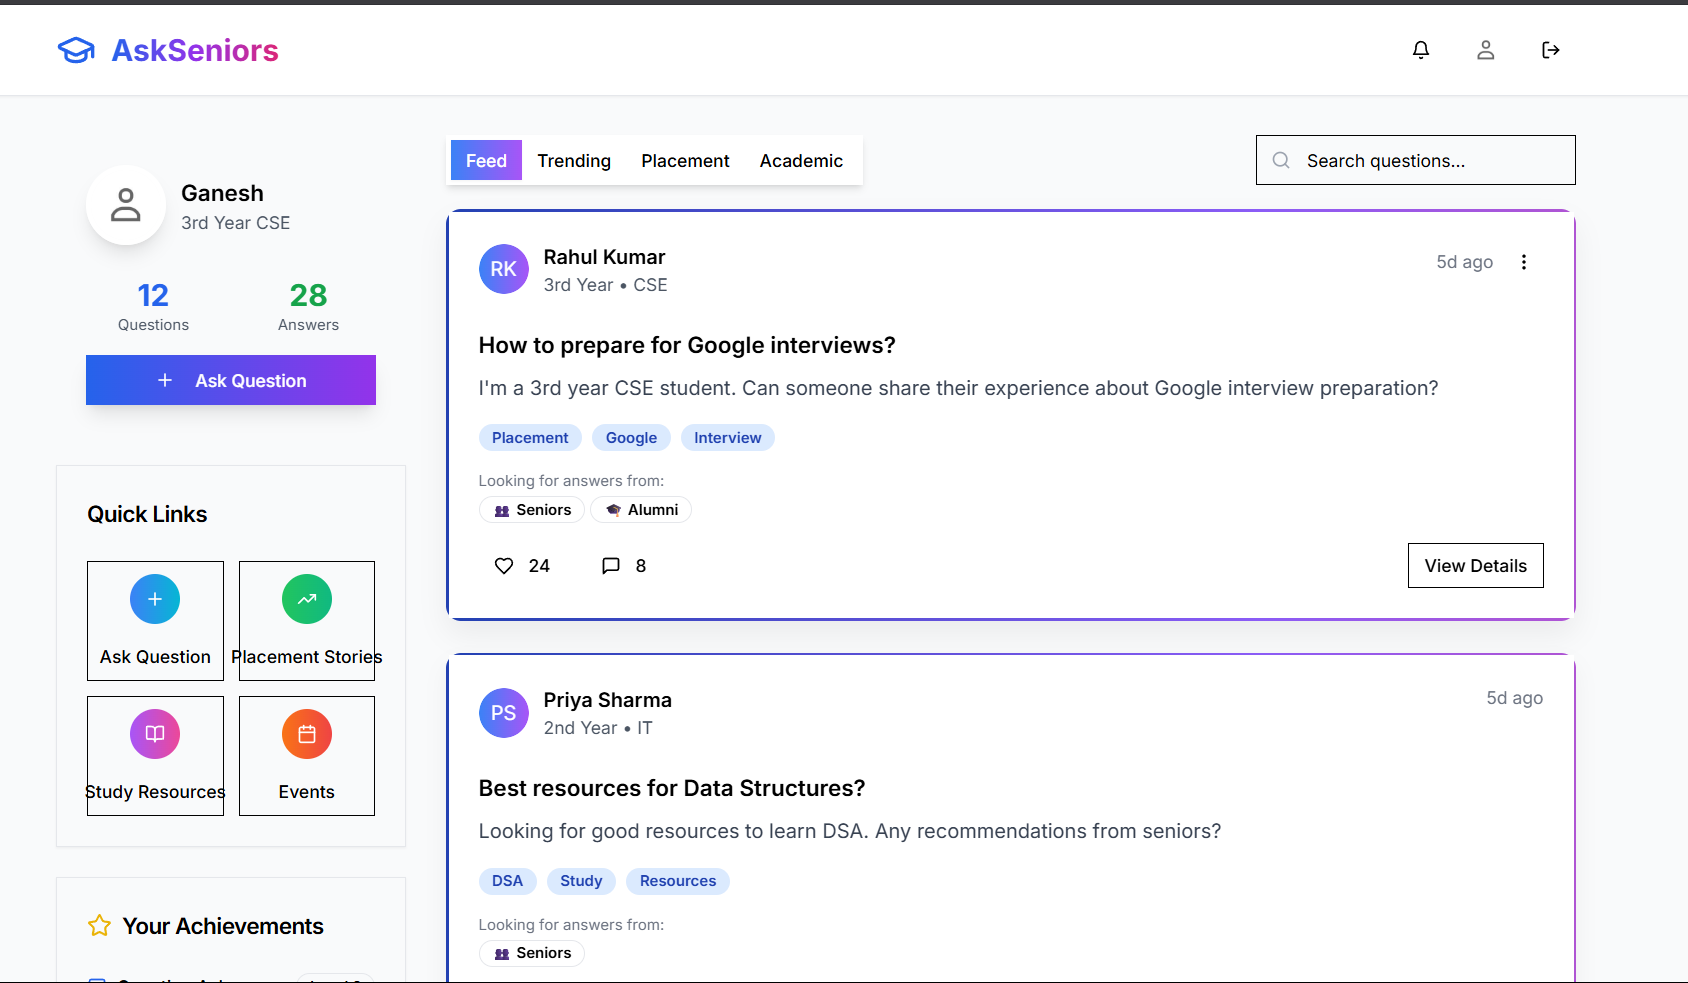 AskSeniors
Ganesh
3rd Year CSE
12
Questions
28
Answers
Ask Question
Quick Links
Ask Question
Placement Stories
Study Resources
Events
Your Achievements
Feed
Trending
Placement
Academic
Search questions...
RK
Rahul Kumar
3rd Year • CSE
5d ago
How to prepare for Google interviews?
I'm a 3rd year CSE student. Can someone share their experience about Google interview preparation?
Placement
Google
Interview
Looking for answers from:
Seniors
Alumni
24
8
View Details
PS
Priya Sharma
2nd Year • IT
5d ago
Best resources for Data Structures?
Looking for good resources to learn DSA. Any recommendations from seniors?
DSA
Study
Resources
Looking for answers from:
Seniors